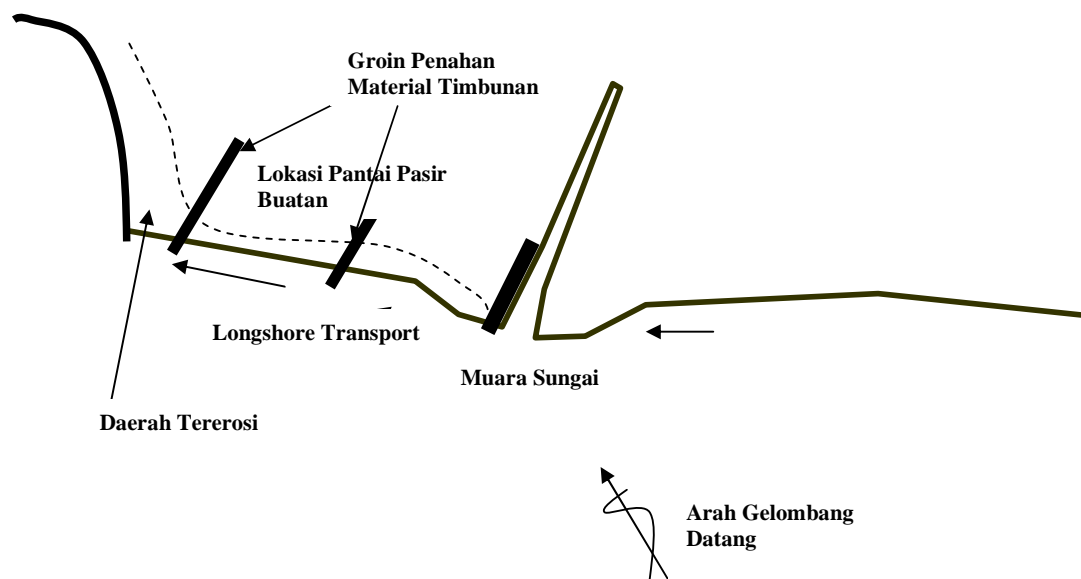 Groin Penahan
Material Timbunan
Lokasi Pantai Pasir
Buatan
Longshore Transport
Muara Sungai
Daerah Tererosi
Arah Gelombang
Datang